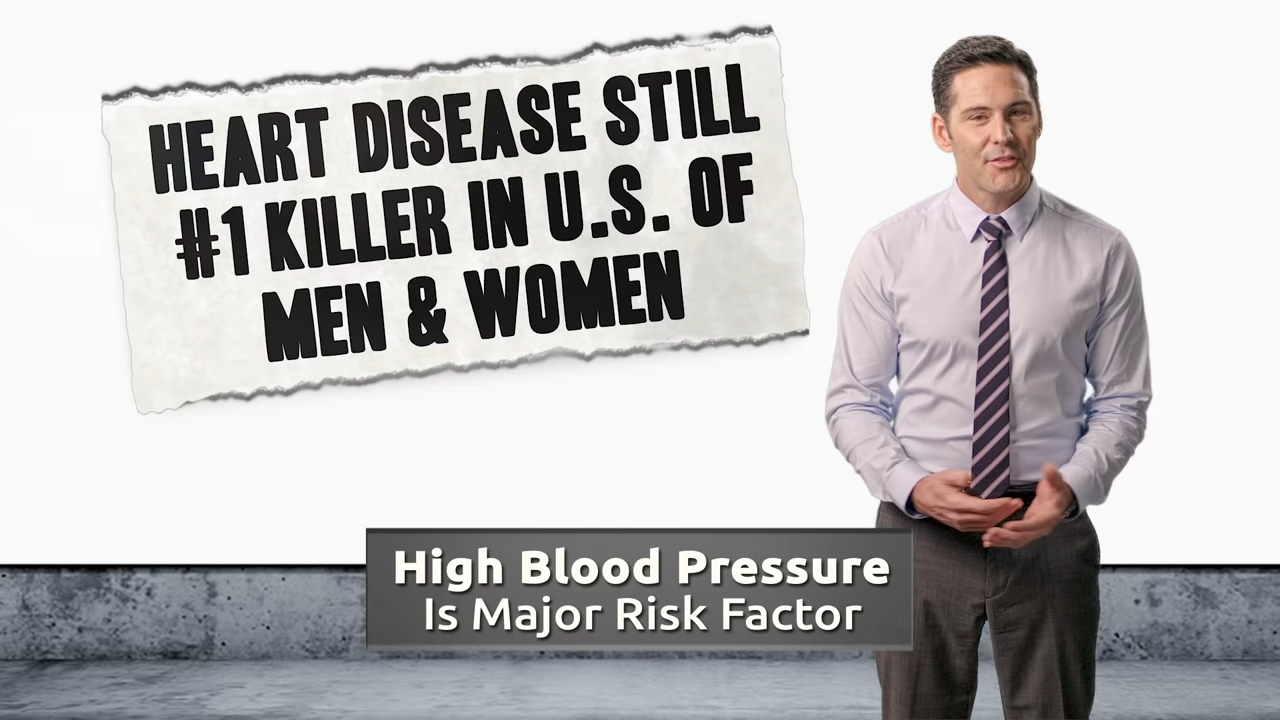 HEART DISEASE STILL
#1 KILLER IN U.S. OF
MEN & WOMEN
High Blood Pressure
Is Major Risk Factor